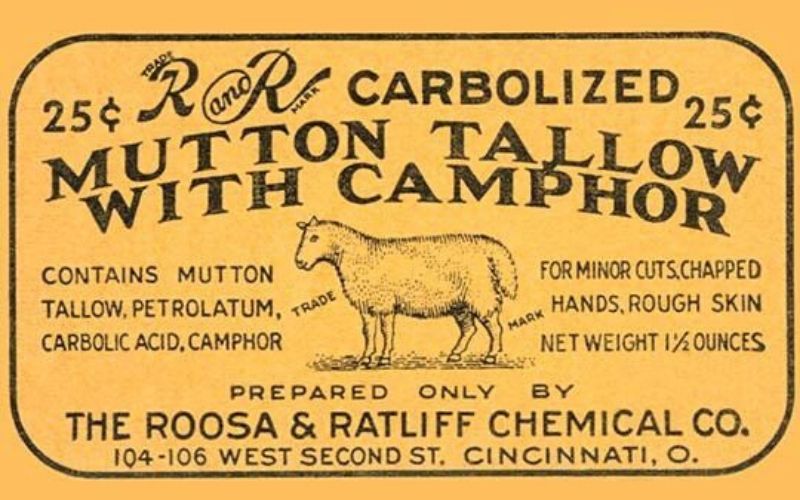 25¢ TRADE R and R MARK CARBOLIZED 25¢
MUTTON TALLOW
WITH CAMPHOR
CONTAINS MUTTON
TALLOW, PETROLATUM,
CARBOLIC ACID, CAMPHOR
TRADE MARK
FOR MINOR CUTS, CHAPPED
HANDS, ROUGH SKIN
NET WEIGHT 1½ OUNCES
PREPARED ONLY BY
THE ROOSA & RATLIFF CHEMICAL CO.
104-106 WEST SECOND ST. CINCINNATI, O.